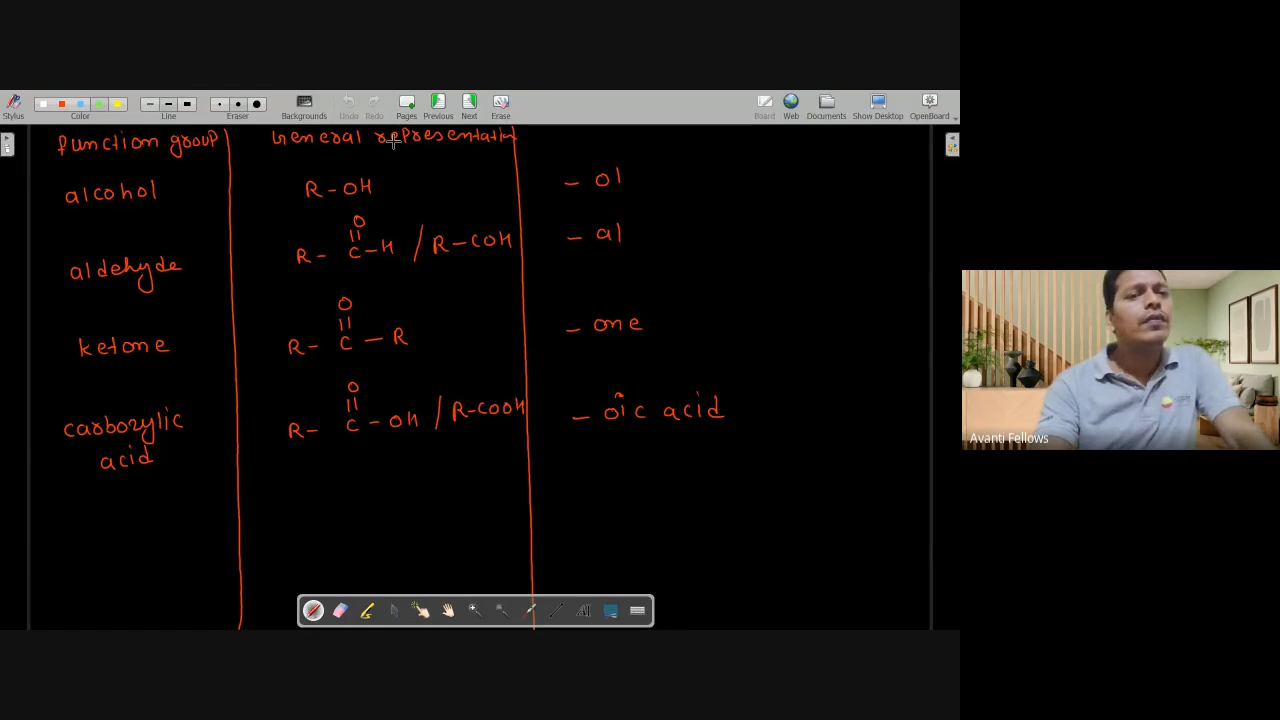 Stylus
Color
Line
Eraser
Backgrounds
Undo
Redo
Pages
Previous
Next
Erase
Board
Web
Documents
Show Desktop
OpenBoard
function group General representation
alcohol R-OH - ol
O
||
aldehyde R-C-H / R-COH - al
O
||
ketone R-C-R - one
O
||
carboxylic R-C-OH / R-COOH - oic acid
acid
AI
Avanti Fellows